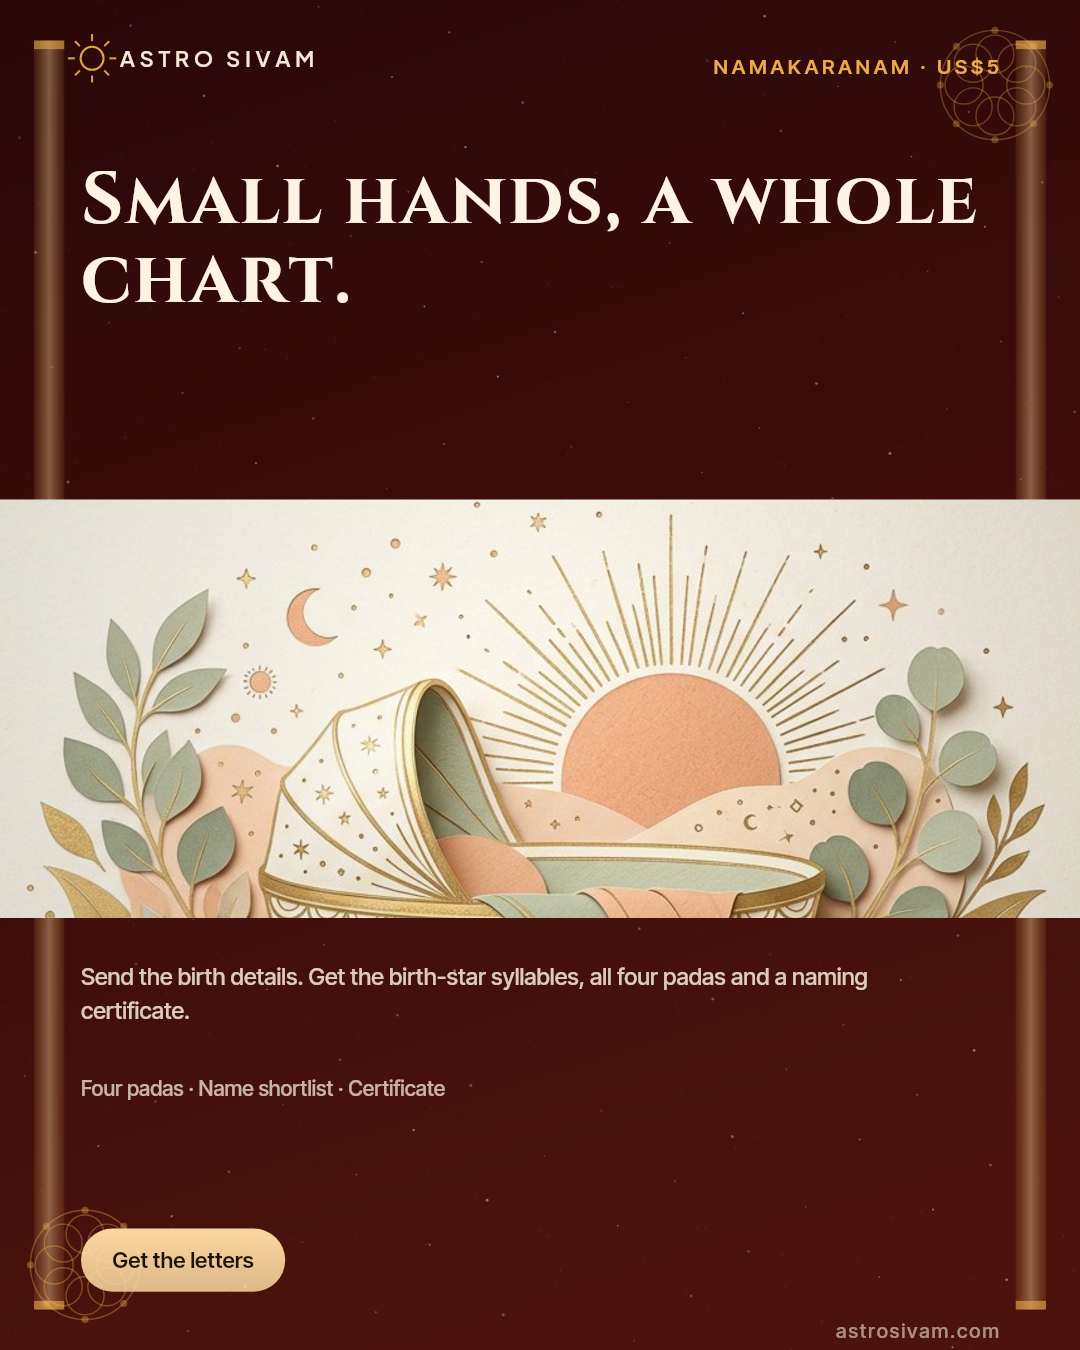 ASTRO SIVAM
NAMAKARANAM · US$5
Small hands, a whole
chart.
Send the birth details. Get the birth-star syllables, all four padas and a naming
certificate.
Four padas · Name shortlist · Certificate
Get the letters
astrosivam.com